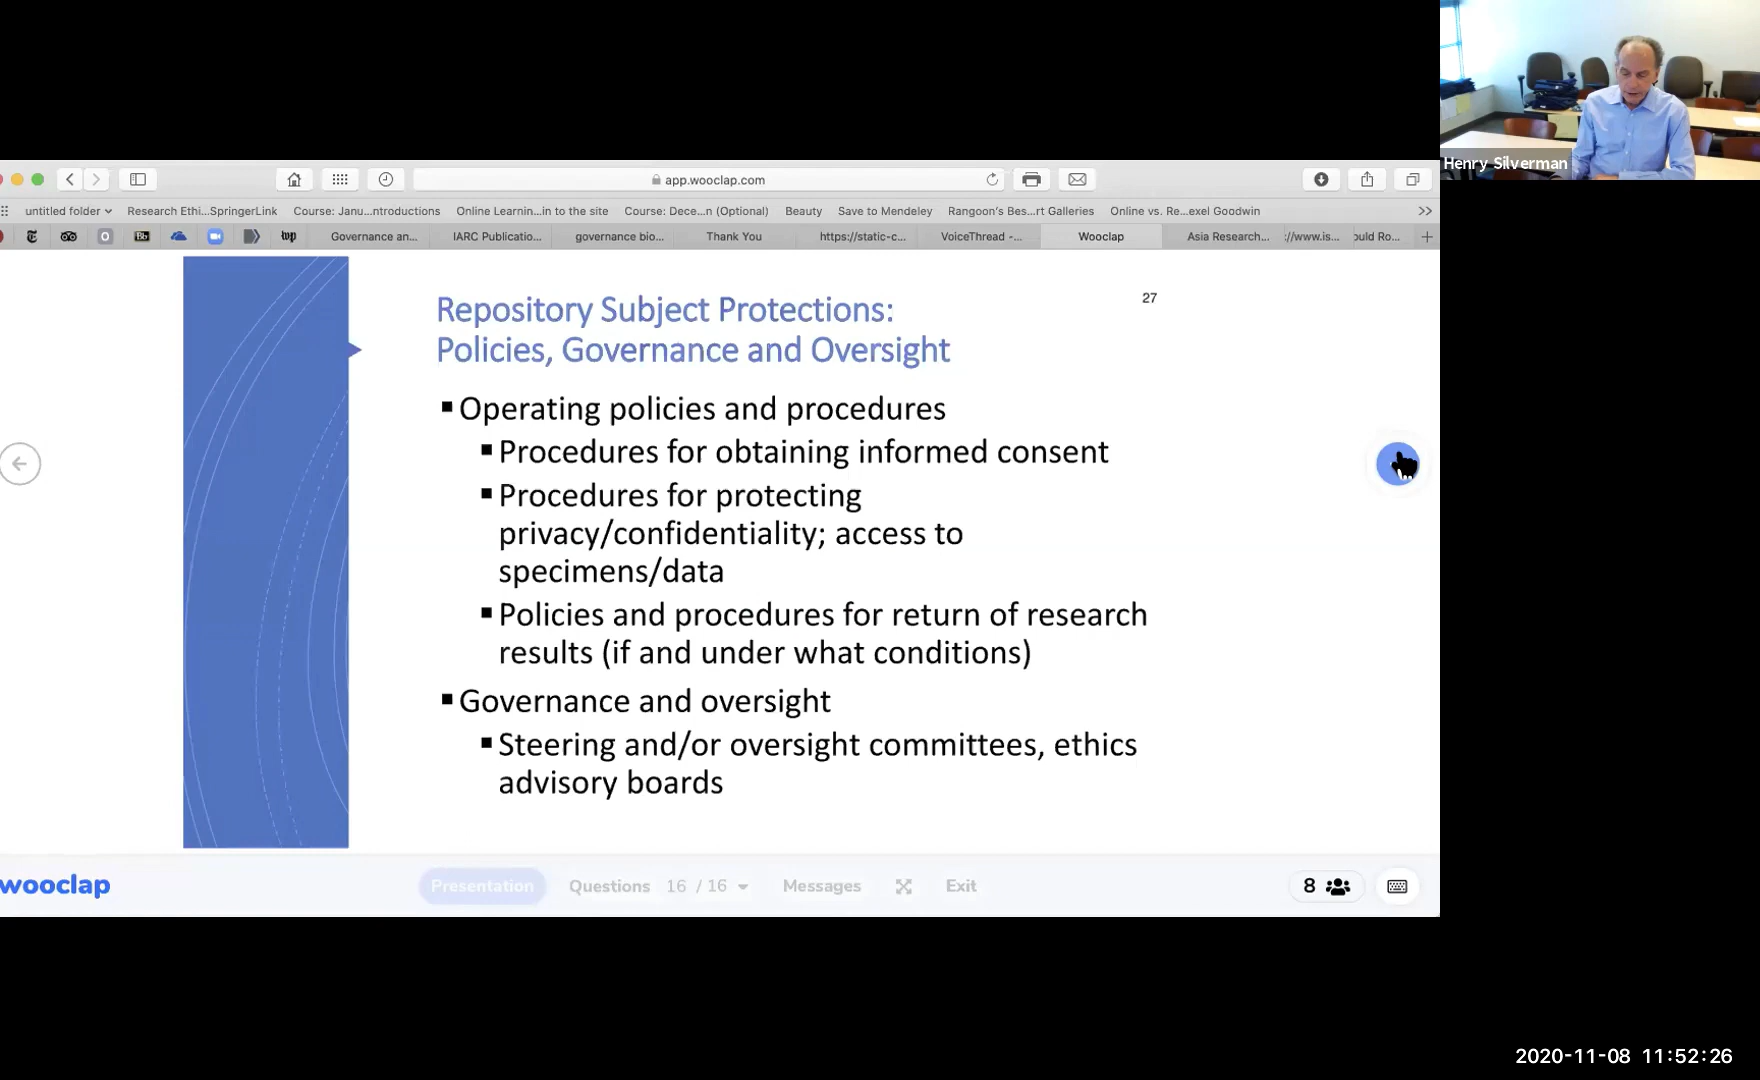 Henry Silverman
app.wooclap.com
untitled folder
Research Ethi...SpringerLink
Course: Janu...ntroductions
Online Learnin...in to the site
Course: Dece...n (Optional)
Beauty
Save to Mendeley
Rangoon's Bes...rt Galleries
Online vs. Re...exel Goodwin
Governance an...
IARC Publicatio...
governance bio...
Thank You
https://static-c...
VoiceThread -...
Wooclap
Asia Research...
://www.is...
ould Ro...
27
Repository Subject Protections:
Policies, Governance and Oversight
Operating policies and procedures
Procedures for obtaining informed consent
Procedures for protecting
privacy/confidentiality; access to
specimens/data
Policies and procedures for return of research
results (if and under what conditions)
Governance and oversight
Steering and/or oversight committees, ethics
advisory boards
wooclap
Presentation
Questions
16 / 16
Messages
Exit
8
2020-11-08 11:52:26